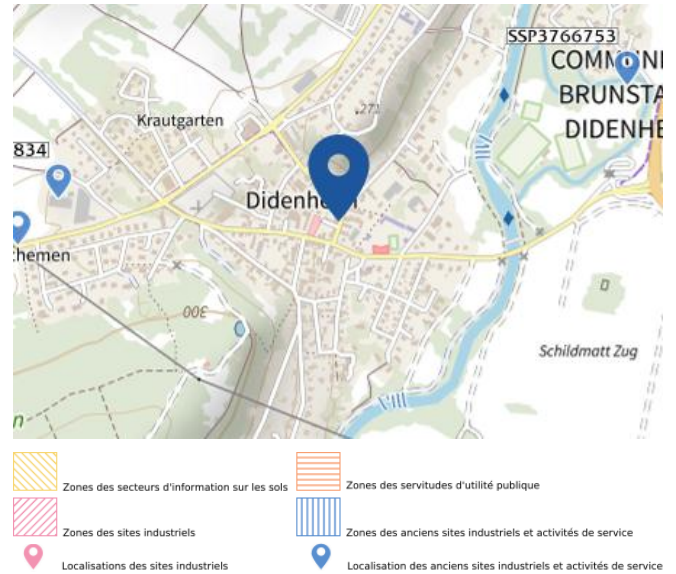 SSP3766753
COMMUNE
BRUNSTA
DIDENHE
Krautgarten
271
834
Didenheim
chemen
300
Schildmatt Zug
n
Zones des secteurs d'information sur les sols
Zones des servitudes d'utilité publique
Zones des sites industriels
Zones des anciens sites industriels et activités de service
Localisations des sites industriels
Localisation des anciens sites industriels et activités de service